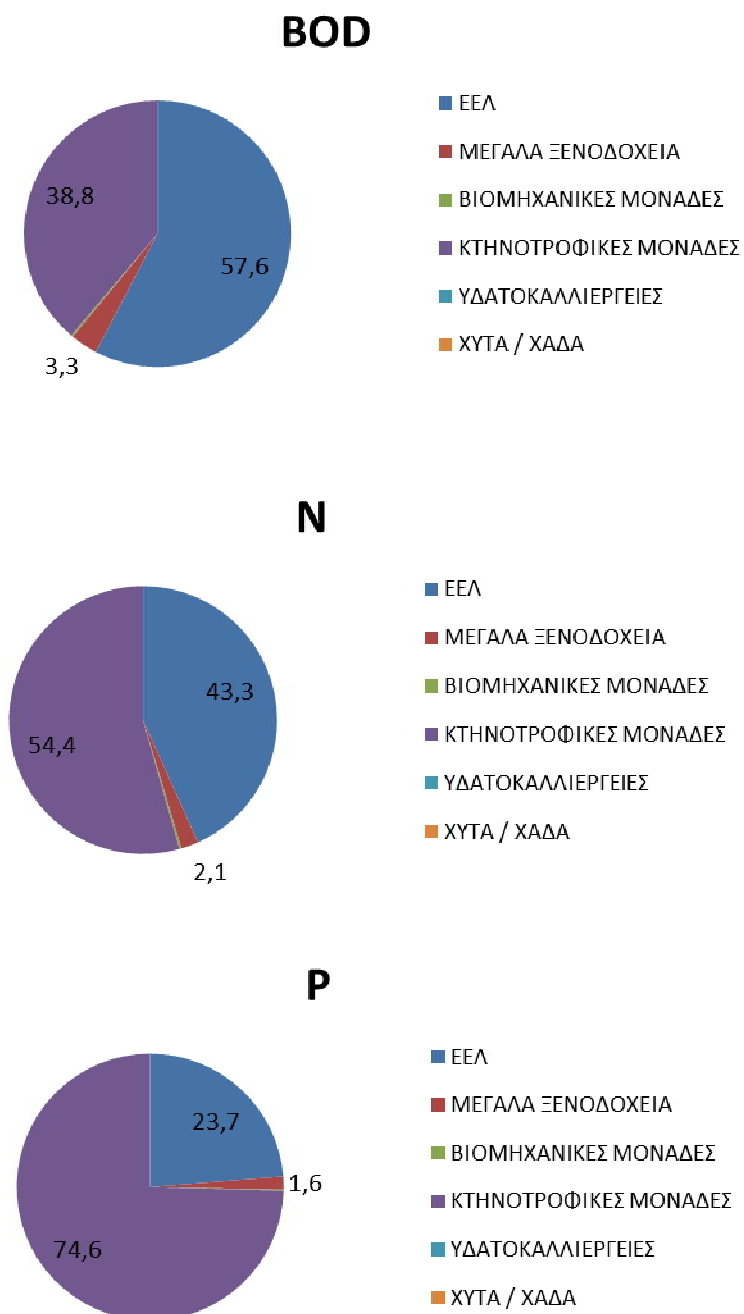 BOD
ΕΕΛ
ΜΕΓΑΛΑ ΞΕΝΟΔΟΧΕΙΑ
ΒΙΟΜΗΧΑΝΙΚΕΣ ΜΟΝΑΔΕΣ
ΚΤΗΝΟΤΡΟΦΙΚΕΣ ΜΟΝΑΔΕΣ
ΥΔΑΤΟΚΑΛΛΙΕΡΓΕΙΕΣ
ΧΥΤΑ / ΧΑΔΑ
38,8
57,6
3,3
N
ΕΕΛ
ΜΕΓΑΛΑ ΞΕΝΟΔΟΧΕΙΑ
ΒΙΟΜΗΧΑΝΙΚΕΣ ΜΟΝΑΔΕΣ
ΚΤΗΝΟΤΡΟΦΙΚΕΣ ΜΟΝΑΔΕΣ
ΥΔΑΤΟΚΑΛΛΙΕΡΓΕΙΕΣ
ΧΥΤΑ / ΧΑΔΑ
43,3
54,4
2,1
P
ΕΕΛ
ΜΕΓΑΛΑ ΞΕΝΟΔΟΧΕΙΑ
ΒΙΟΜΗΧΑΝΙΚΕΣ ΜΟΝΑΔΕΣ
ΚΤΗΝΟΤΡΟΦΙΚΕΣ ΜΟΝΑΔΕΣ
ΥΔΑΤΟΚΑΛΛΙΕΡΓΕΙΕΣ
ΧΥΤΑ / ΧΑΔΑ
23,7
1,6
74,6